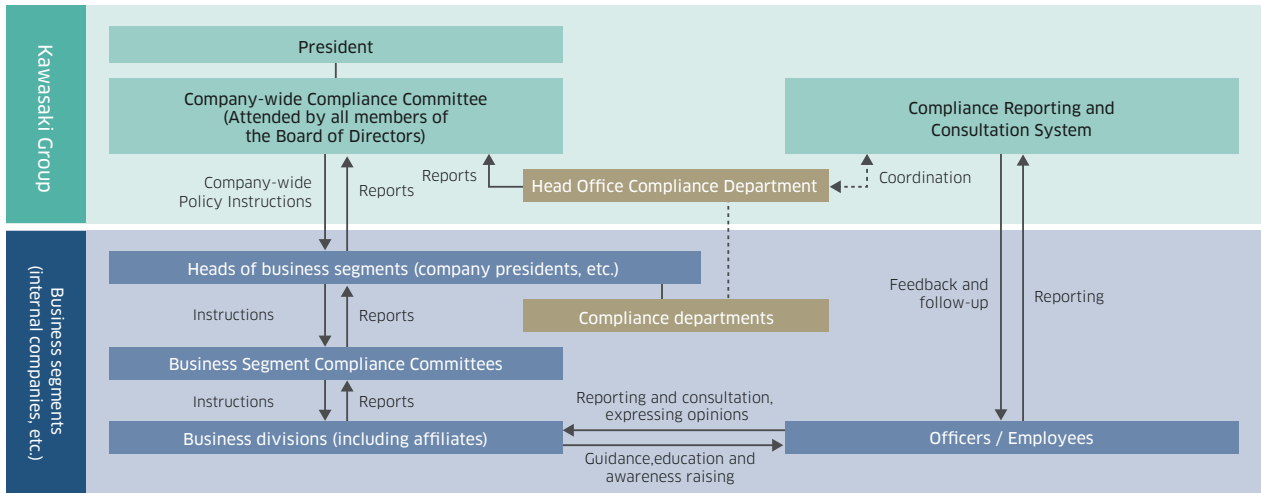 Kawasaki Group
President
Company-wide Compliance Committee
(Attended by all members of
the Board of Directors)
Compliance Reporting and
Consultation System
Company-wide
Policy Instructions
Reports
Reports
Head Office Compliance Department
Coordination
Business segments
(internal companies, etc.)
Heads of business segments (company presidents, etc.)
Instructions
Reports
Compliance departments
Feedback and
follow-up
Reporting
Business Segment Compliance Committees
Instructions
Reports
Reporting and consultation,
expressing opinions
Business divisions (including affiliates)
Officers / Employees
Guidance,education and
awareness raising